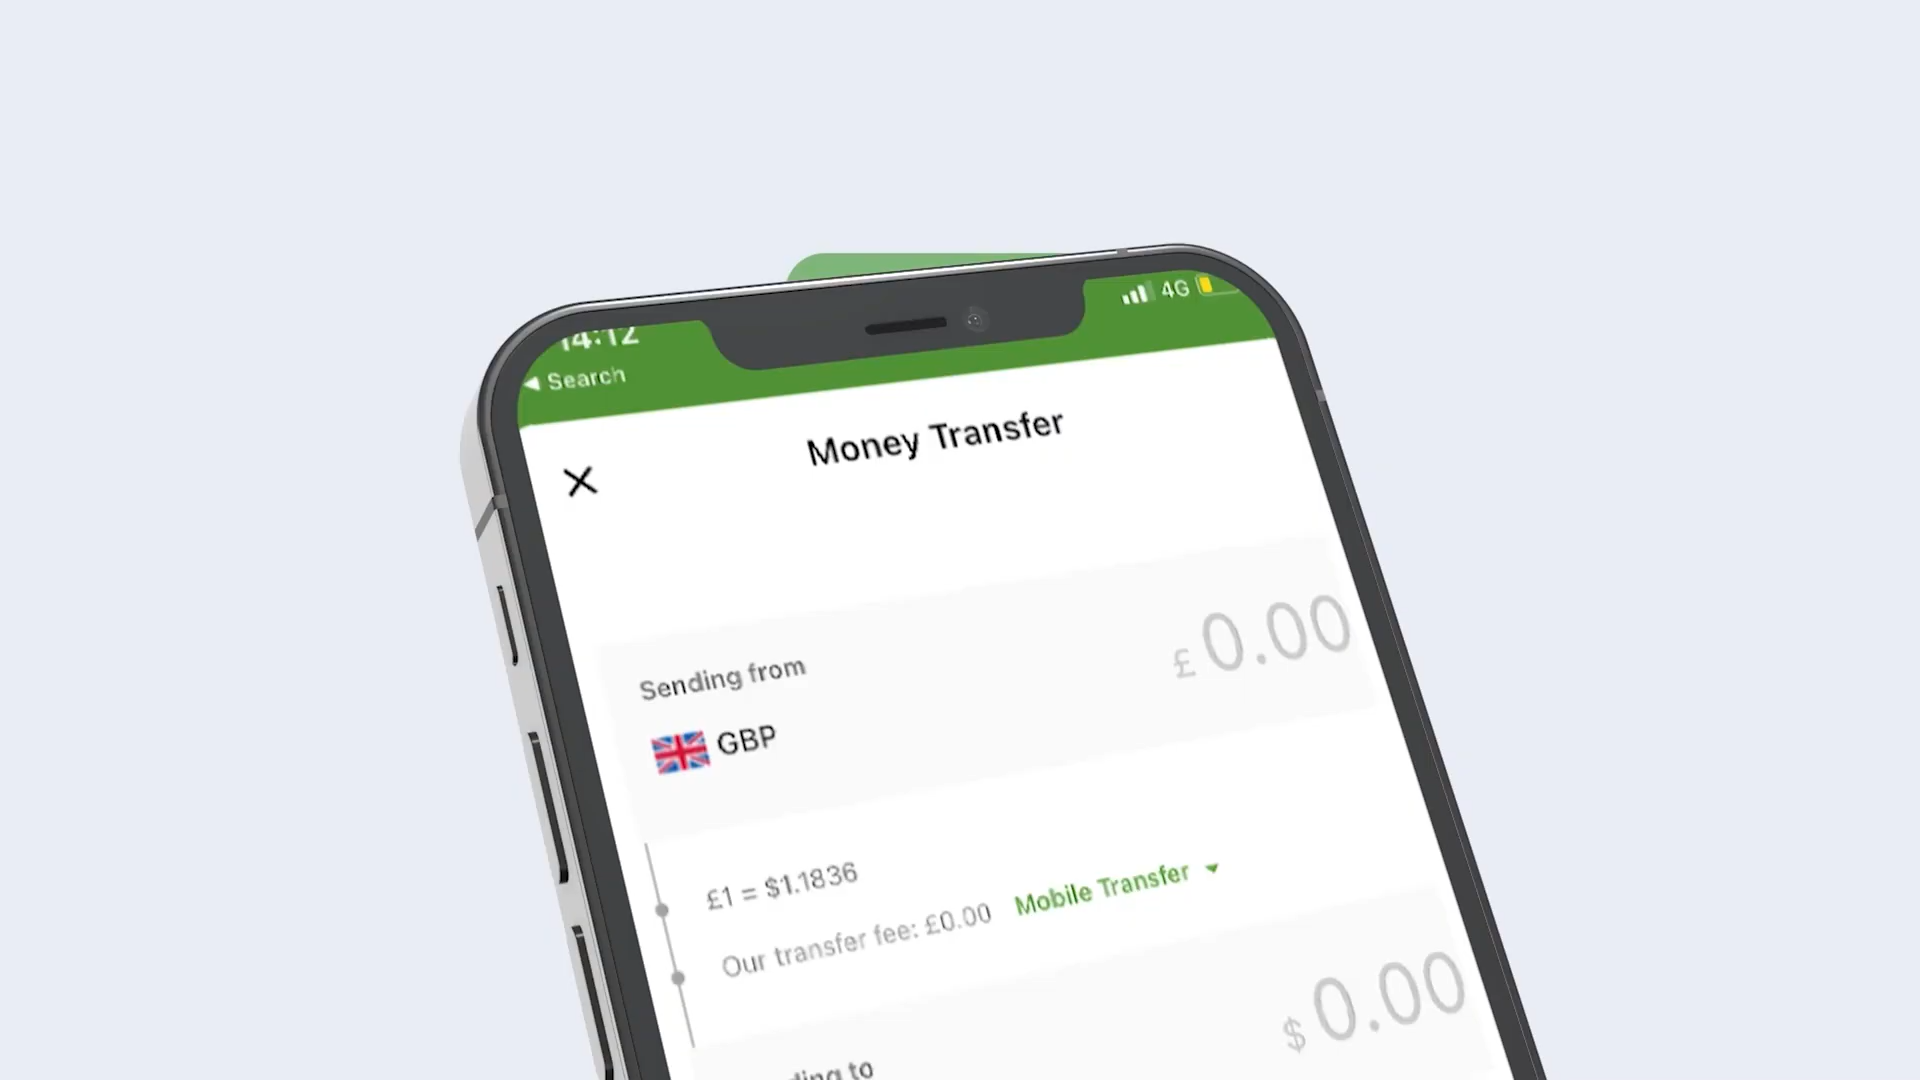 14:12
4G
◀ Search
Money Transfer
Sending from
£ 0.00
GBP
£1 = $1.1836
Our transfer fee: £0.00 Mobile Transfer
$ 0.00
to